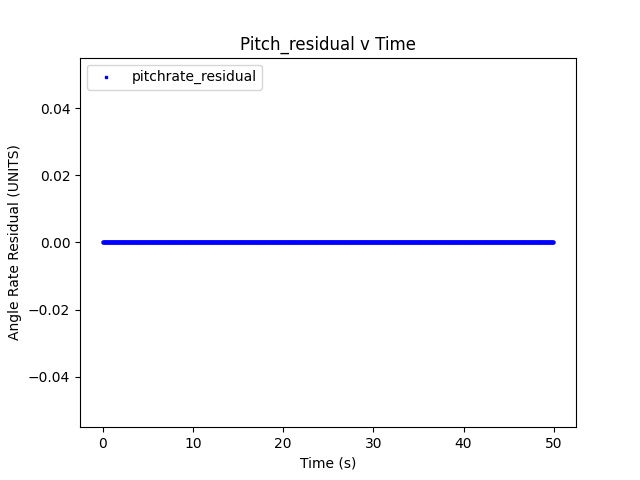 Pitch_residual v Time
pitchrate_residual
Angle Rate Residual (UNITS)
0.04
0.02
0.00
−0.02
−0.04
0 10 20 30 40 50
Time (s)